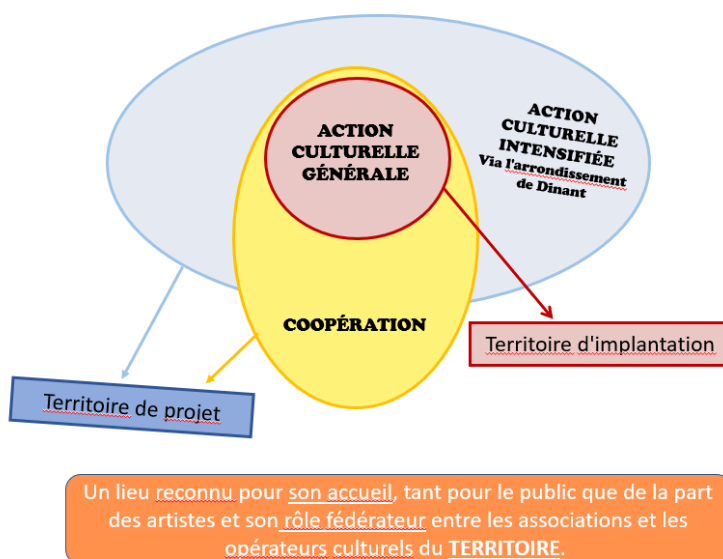 ACTION
CULTURELLE
GÉNÉRALE
ACTION
CULTURELLE
INTENSIFIÉE
Via l'arrondissement
de Dinant
COOPÉRATION
Territoire d'implantation
Territoire de projet
Un lieu reconnu pour son accueil, tant pour le public que de la part
des artistes et son rôle fédérateur entre les associations et les
opérateurs culturels du TERRITOIRE.